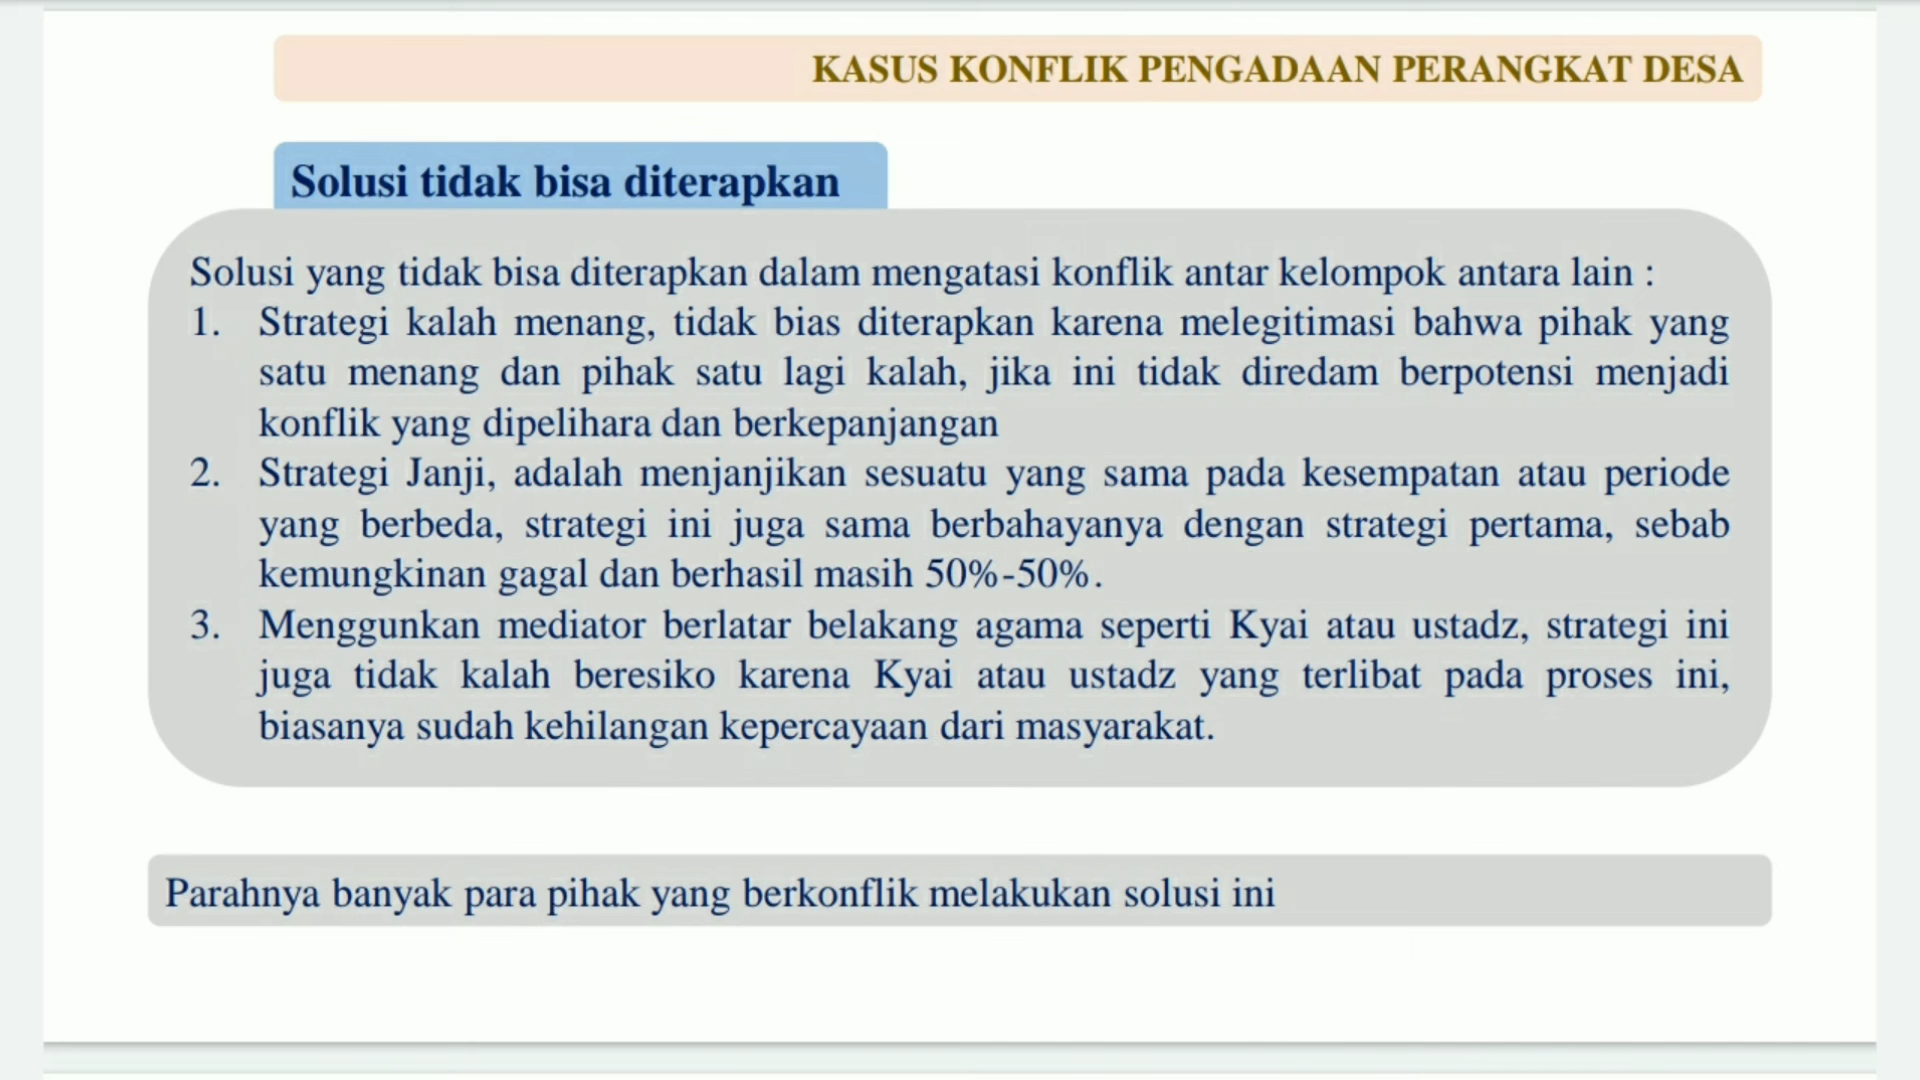 KASUS KONFLIK PENGADAAN PERANGKAT DESA
Solusi tidak bisa diterapkan
Solusi yang tidak bisa diterapkan dalam mengatasi konflik antar kelompok antara lain :
1. Strategi kalah menang, tidak bias diterapkan karena melegitimasi bahwa pihak yang
satu menang dan pihak satu lagi kalah, jika ini tidak diredam berpotensi menjadi
konflik yang dipelihara dan berkepanjangan
2. Strategi Janji, adalah menjanjikan sesuatu yang sama pada kesempatan atau periode
yang berbeda, strategi ini juga sama berbahayanya dengan strategi pertama, sebab
kemungkinan gagal dan berhasil masih 50%-50%.
3. Menggunkan mediator berlatar belakang agama seperti Kyai atau ustadz, strategi ini
juga tidak kalah beresiko karena Kyai atau ustadz yang terlibat pada proses ini,
biasanya sudah kehilangan kepercayaan dari masyarakat.
Parahnya banyak para pihak yang berkonflik melakukan solusi ini